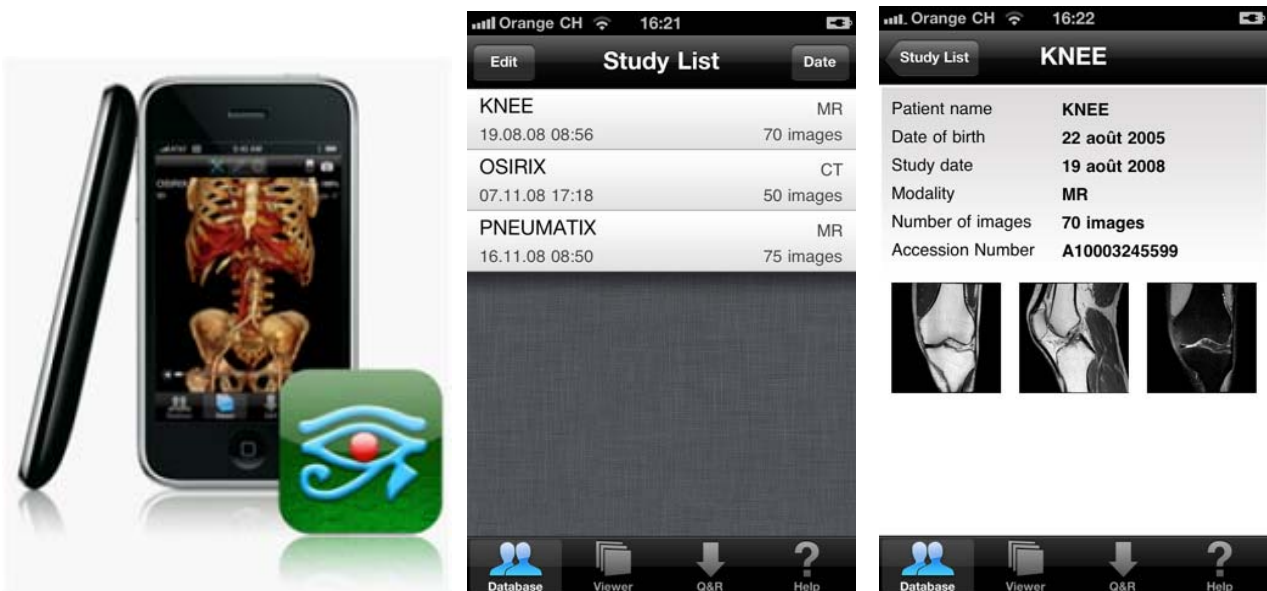 OSIRIX
Orange CH 16:21
Edit Study List Date
KNEE MR
19.08.08 08:56 70 images
OSIRIX CT
07.11.08 17:18 50 images
PNEUMATIX MR
16.11.08 08:50 75 images
Database Viewer Q&R Help
Orange CH 16:22
Study List KNEE
Patient name KNEE
Date of birth 22 août 2005
Study date 19 août 2008
Modality MR
Number of images 70 images
Accession Number A10003245599
Database Viewer Q&R Help